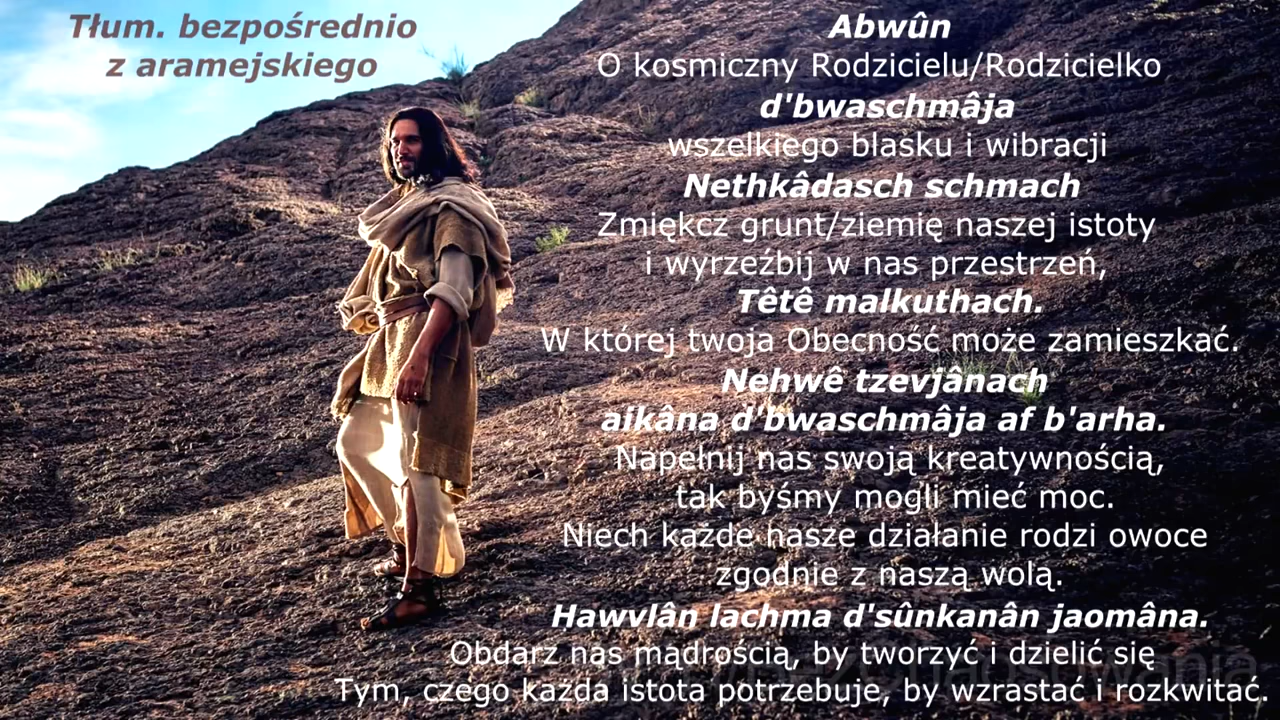 Tłum. bezpośrednio
z aramejskiego
Abwûn
O kosmiczny Rodzicielu/Rodzicielko
d'bwaschmâja
wszelkiego blasku i wibracji
Nethkâdasch schmach
Zmiękcz grunt/ziemię naszej istoty
i wyrzeźbij w nas przestrzeń,
Têtê malkuthach.
W której twoja Obecność może zamieszkać.
Nehwê tzevjânach
aikâna d'bwaschmâja af b'arha.
Napełnij nas swoją kreatywnością,
tak byśmy mogli mieć moc.
Niech każde nasze działanie rodzi owoce
zgodnie z naszą wolą.
Hawvlân lachma d'sûnkanân jaomâna.
Obdarz nas mądrością, by tworzyć i dzielić się
Tym, czego każda istota potrzebuje, by wzrastać i rozkwitać.